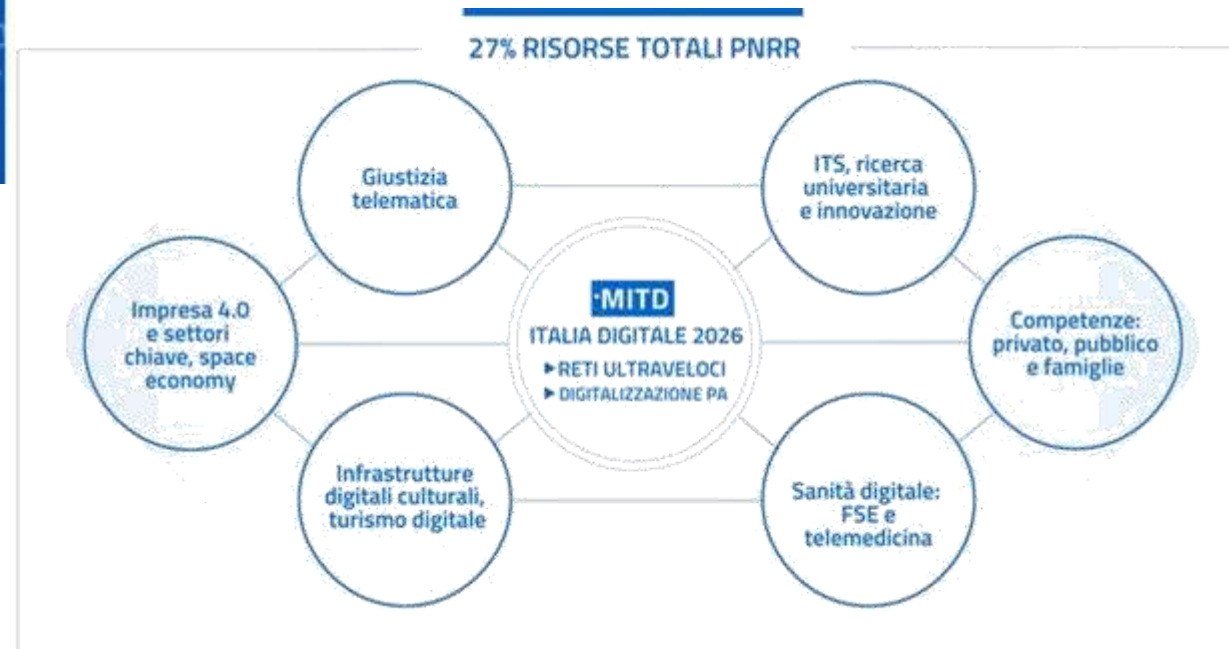 27% RISORSE TOTALI PNRR
Giustizia
telematica
ITS, ricerca
universitaria
e innovazione
Impresa 4.0
e settori
chiave, space
economy
·MITD
ITALIA DIGITALE 2026
▶RETI ULTRAVELOCI
▶DIGITALIZZAZIONE PA
Competenze:
privato, pubblico
e famiglie
Infrastrutture
digitali culturali,
turismo digitale
Sanità digitale:
FSE e
telemedicina